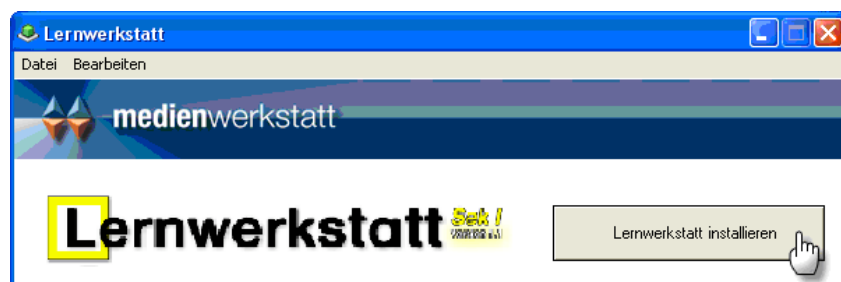 Lernwerkstatt
Datei Bearbeiten
medienwerkstatt
Lernwerkstatt Sek I
Lernwerkstatt installieren